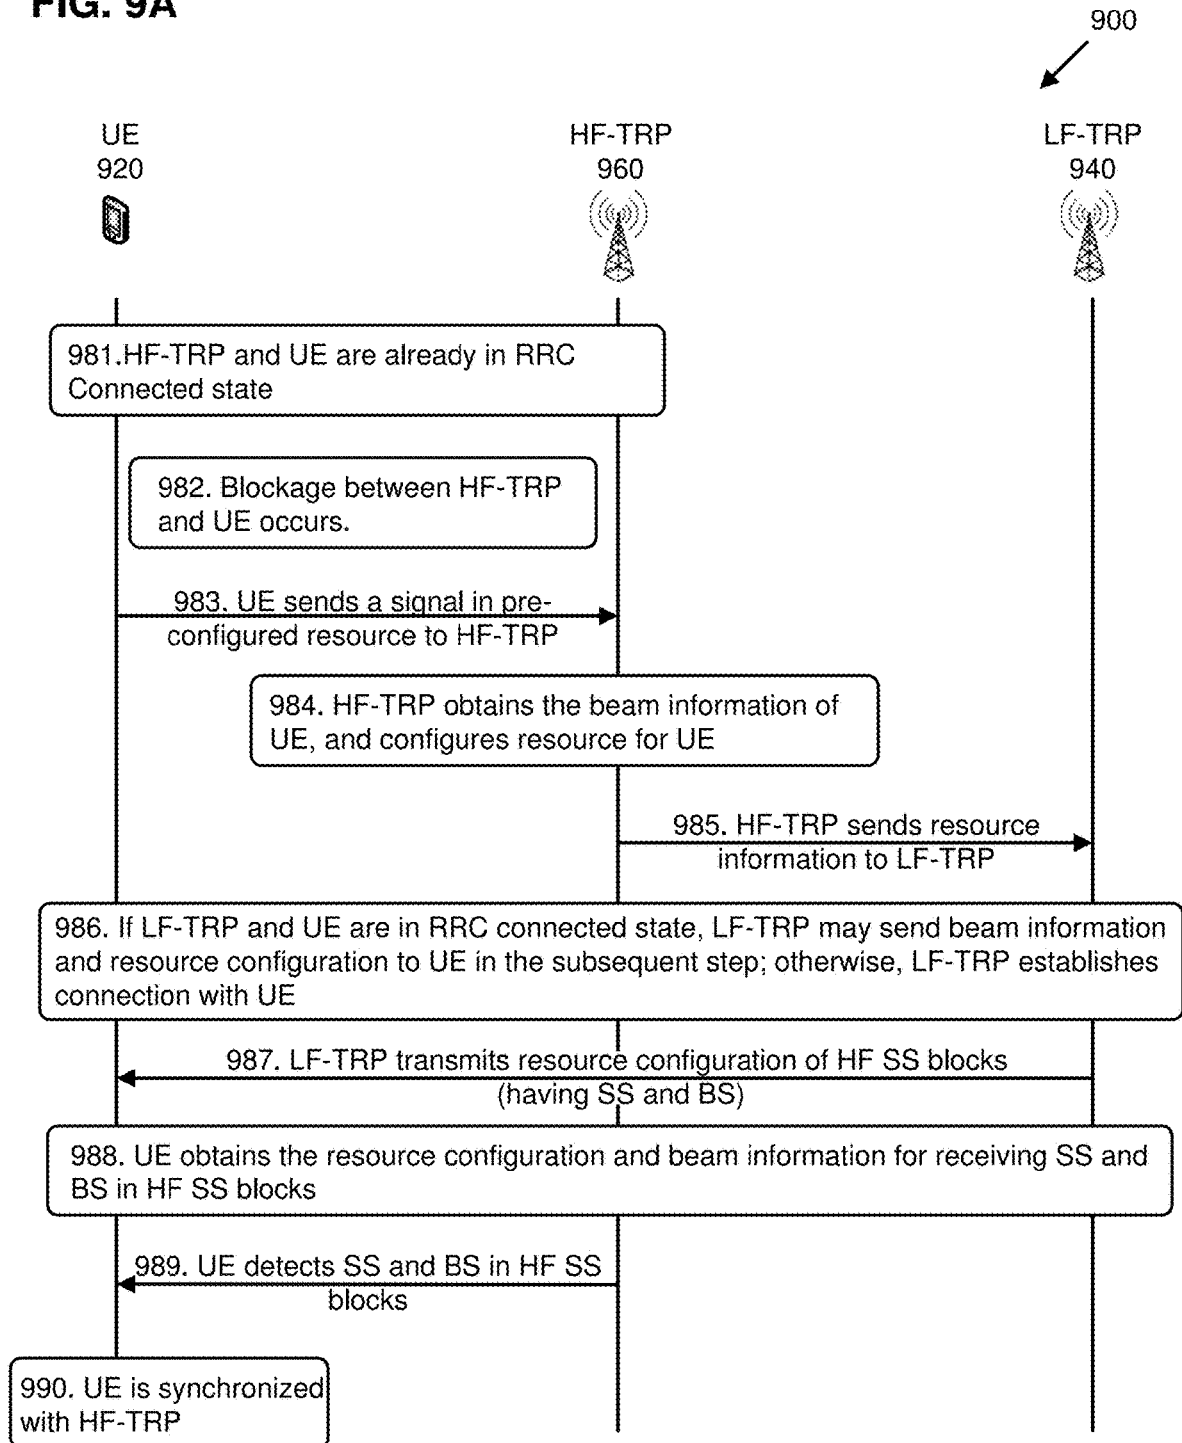 FIG. 9A
900
UE
920
HF-TRP
960
LF-TRP
940
981.HF-TRP and UE are already in RRC
Connected state
982. Blockage between HF-TRP
and UE occurs.
983. UE sends a signal in pre-
configured resource to HF-TRP
984. HF-TRP obtains the beam information of
UE, and configures resource for UE
985. HF-TRP sends resource
information to LF-TRP
986. If LF-TRP and UE are in RRC connected state, LF-TRP may send beam information
and resource configuration to UE in the subsequent step; otherwise, LF-TRP establishes
connection with UE
987. LF-TRP transmits resource configuration of HF SS blocks
(having SS and BS)
988. UE obtains the resource configuration and beam information for receiving SS and
BS in HF SS blocks
989. UE detects SS and BS in HF SS
blocks
990. UE is synchronized
with HF-TRP